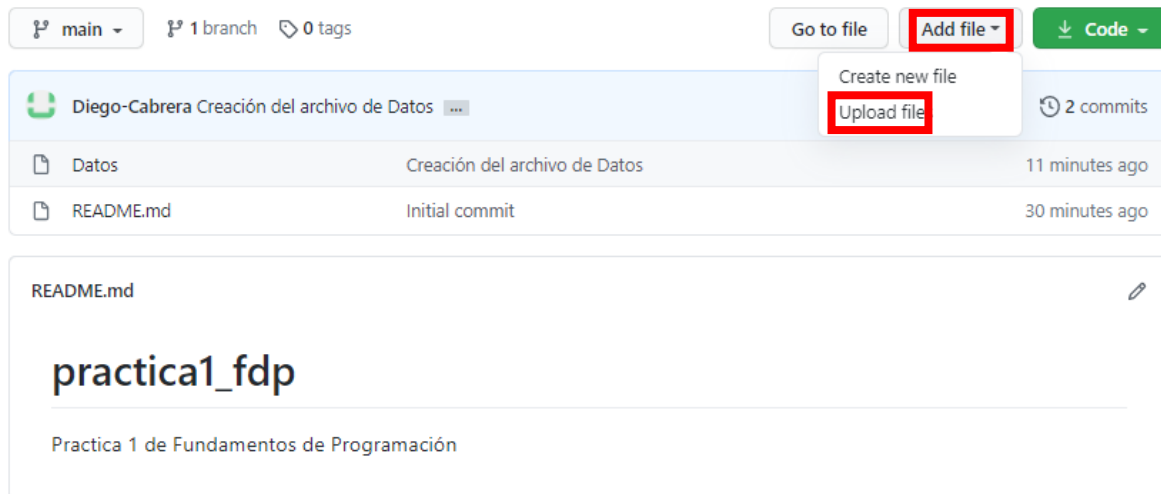 main 1 branch 0 tags Go to file Add file Code
Create new file
Diego-Cabrera Creación del archivo de Datos ... 2 commits
Upload file
Datos Creación del archivo de Datos 11 minutes ago
README.md Initial commit 30 minutes ago
README.md
practica1_fdp
Practica 1 de Fundamentos de Programación